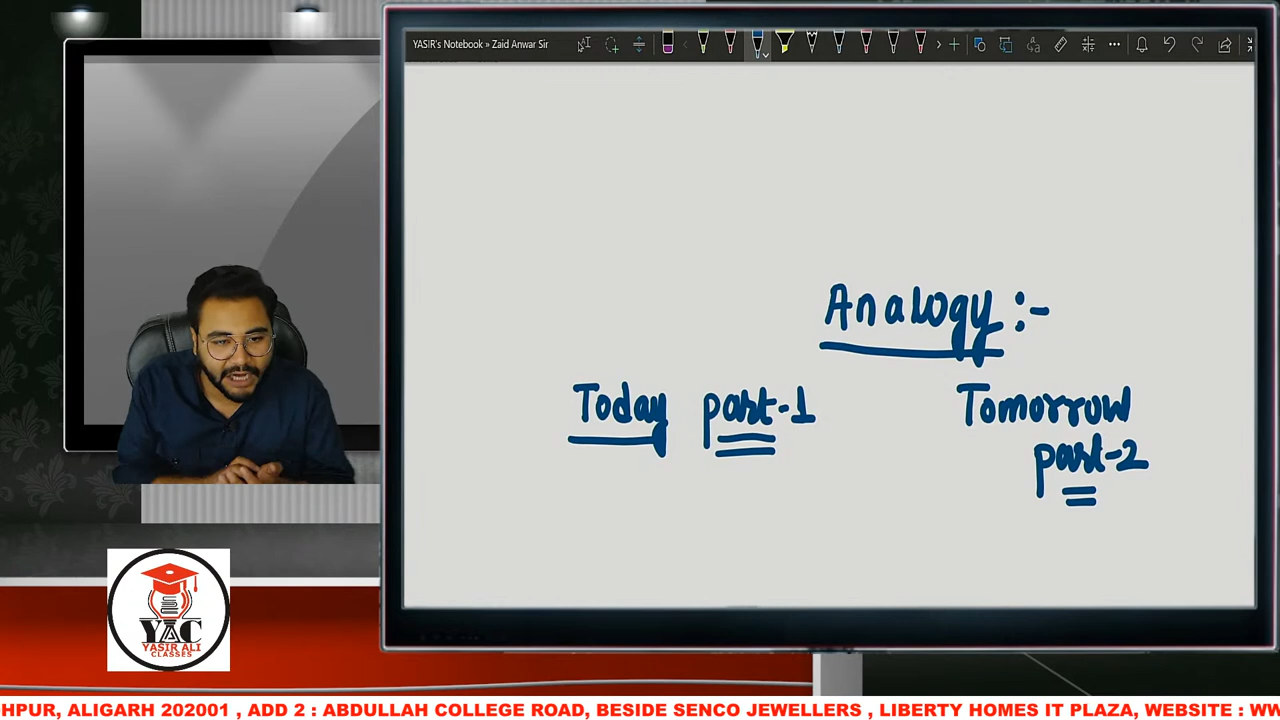 YASIR's Notebook » Zaid Anwar Sir
Analogy :-
Today part-1
Tomorrow
part-2
YAC
YASIR ALI
CLASSES
HPUR, ALIGARH 202001 , ADD 2 : ABDULLAH COLLEGE ROAD, BESIDE SENCO JEWELLERS , LIBERTY HOMES IT PLAZA, WEBSITE : WW